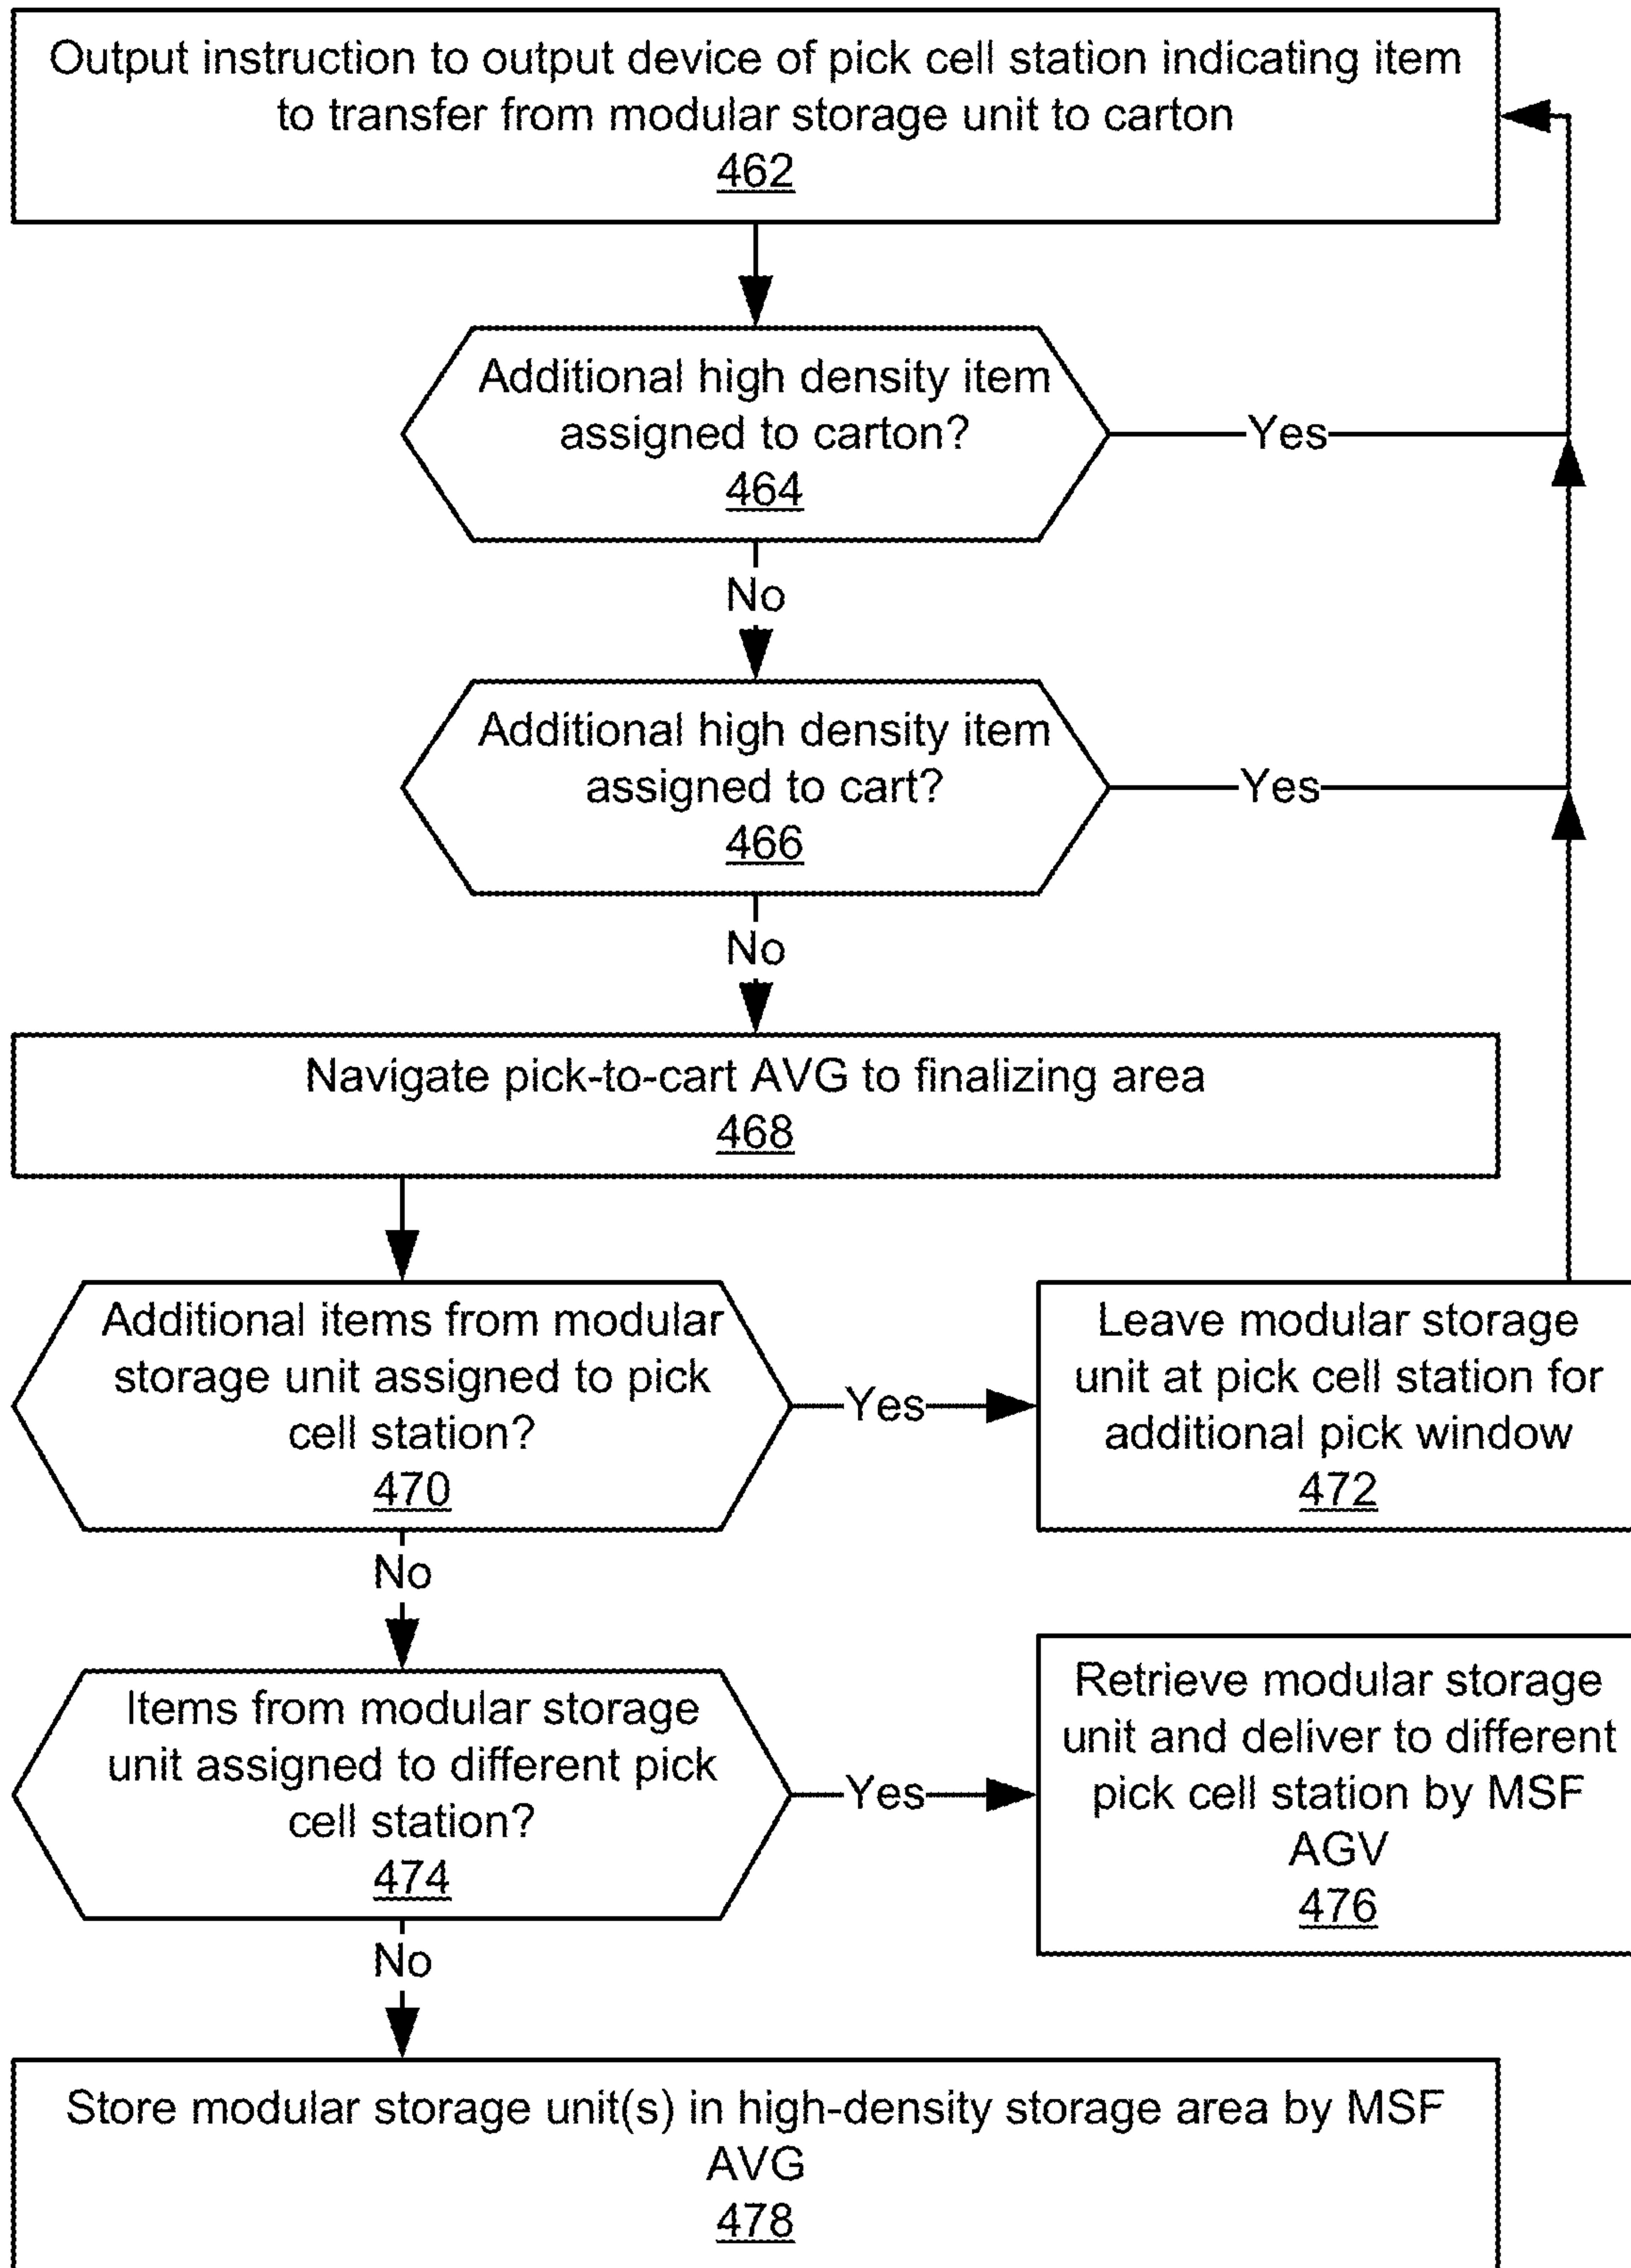 Output instruction to output device of pick cell station indicating item
to transfer from modular storage unit to carton
462
Additional high density item
assigned to carton?
464
Yes
No
Additional high density item
assigned to cart?
466
Yes
No
Navigate pick-to-cart AVG to finalizing area
468
Additional items from modular
storage unit assigned to pick
cell station?
470
Yes
Leave modular storage
unit at pick cell station for
additional pick window
472
No
Items from modular storage
unit assigned to different pick
cell station?
474
Yes
Retrieve modular storage
unit and deliver to different
pick cell station by MSF
AGV
476
No
Store modular storage unit(s) in high-density storage area by MSF
AVG
478